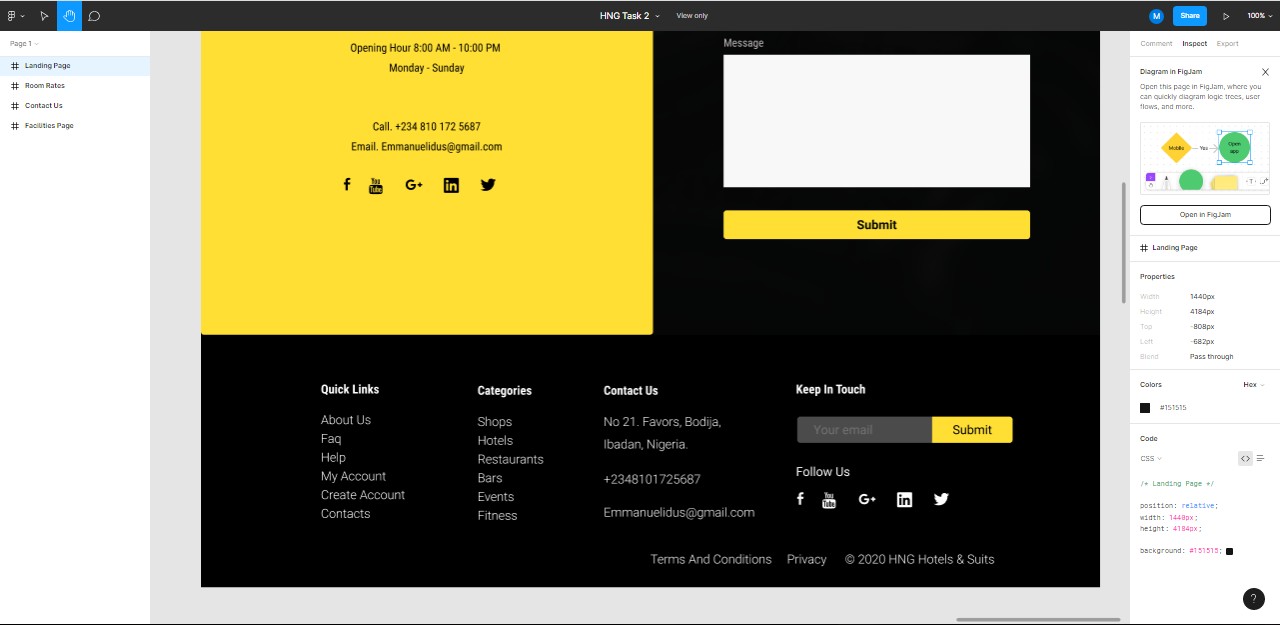 HNG Task 2
View only
M
Share
100%
Page 1
Landing Page
Room Rates
Contact Us
Facilities Page
Opening Hour 8:00 AM - 10:00 PM
Monday - Sunday
Call. +234 810 172 5687
Email. Emmanuelidus@gmail.com
f You Tube G+ in
Message
Submit
Quick Links
About Us
Faq
Help
My Account
Create Account
Contacts
Categories
Shops
Hotels
Restaurants
Bars
Events
Fitness
Contact Us
No 21. Favors, Bodija,
Ibadan, Nigeria.
+2348101725687
Emmanuelidus@gmail.com
Keep In Touch
Your email
Submit
Follow Us
f You Tube G+ in
Terms And Conditions Privacy © 2020 HNG Hotels & Suits
Comment Inspect Export
Diagram in FigJam
Open this page in FigJam, where you
can quickly diagram logic trees, user
flows, and more.
Mobile
Yes
Open
app
T
Open in FigJam
Landing Page
Properties
Width 1440px
Height 4184px
Top -808px
Left -682px
Blend Pass through
Colors
Hex
#151515
Code
CSS
<>
/* Landing Page */
position: relative;
width: 1440px;
height: 4184px;
background: #151515;
?